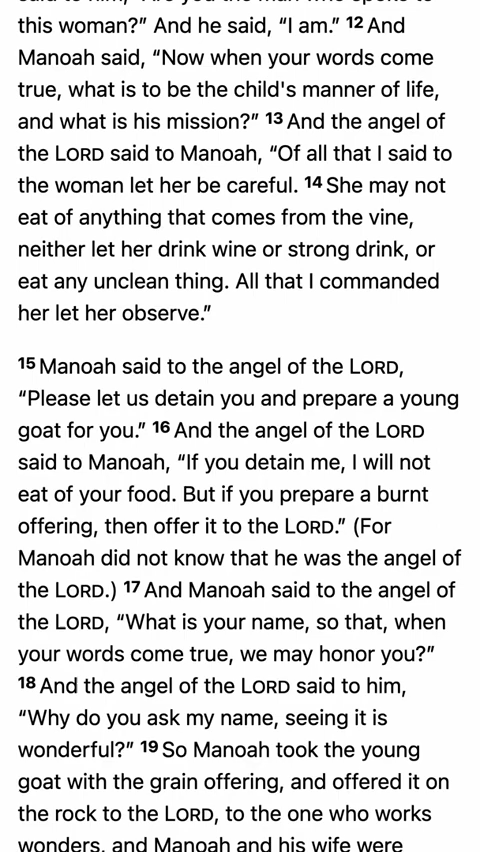 this woman?” And he said, “I am.” 12 And
Manoah said, “Now when your words come
true, what is to be the child's manner of life,
and what is his mission?” 13 And the angel of
the LORD said to Manoah, “Of all that I said to
the woman let her be careful. 14 She may not
eat of anything that comes from the vine,
neither let her drink wine or strong drink, or
eat any unclean thing. All that I commanded
her let her observe.”
15 Manoah said to the angel of the LORD,
“Please let us detain you and prepare a young
goat for you.” 16 And the angel of the LORD
said to Manoah, “If you detain me, I will not
eat of your food. But if you prepare a burnt
offering, then offer it to the LORD.” (For
Manoah did not know that he was the angel of
the LORD.) 17 And Manoah said to the angel of
the LORD, “What is your name, so that, when
your words come true, we may honor you?”
18 And the angel of the LORD said to him,
“Why do you ask my name, seeing it is
wonderful?” 19 So Manoah took the young
goat with the grain offering, and offered it on
the rock to the LORD, to the one who works
wonders, and Manoah and his wife were